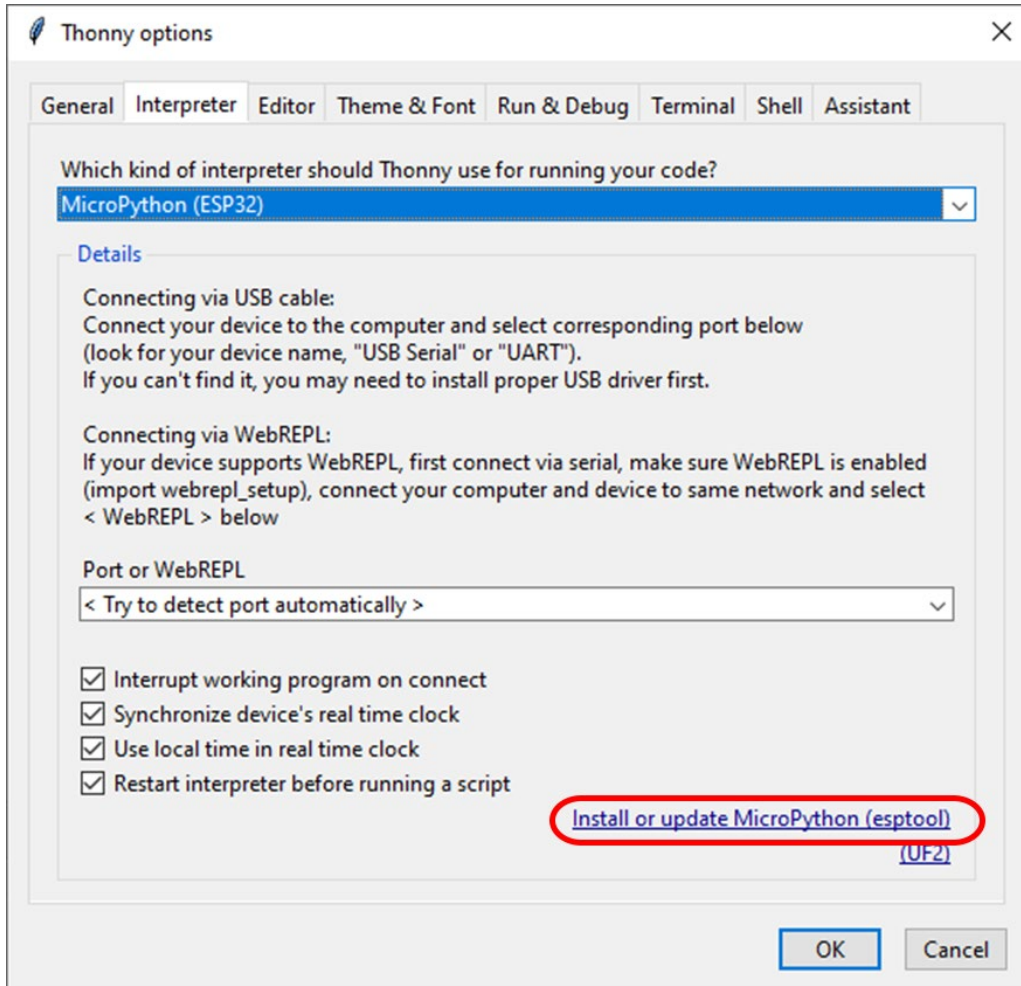 Thonny options
General Interpreter Editor Theme & Font Run & Debug Terminal Shell Assistant
Which kind of interpreter should Thonny use for running your code?
MicroPython (ESP32)
Details
Connecting via USB cable:
Connect your device to the computer and select corresponding port below
(look for your device name, "USB Serial" or "UART").
If you can't find it, you may need to install proper USB driver first.
Connecting via WebREPL:
If your device supports WebREPL, first connect via serial, make sure WebREPL is enabled
(import webrepl_setup), connect your computer and device to same network and select
< WebREPL > below
Port or WebREPL
< Try to detect port automatically >
Interrupt working program on connect
Synchronize device's real time clock
Use local time in real time clock
Restart interpreter before running a script
Install or update MicroPython (esptool)
(UF2)
OK Cancel